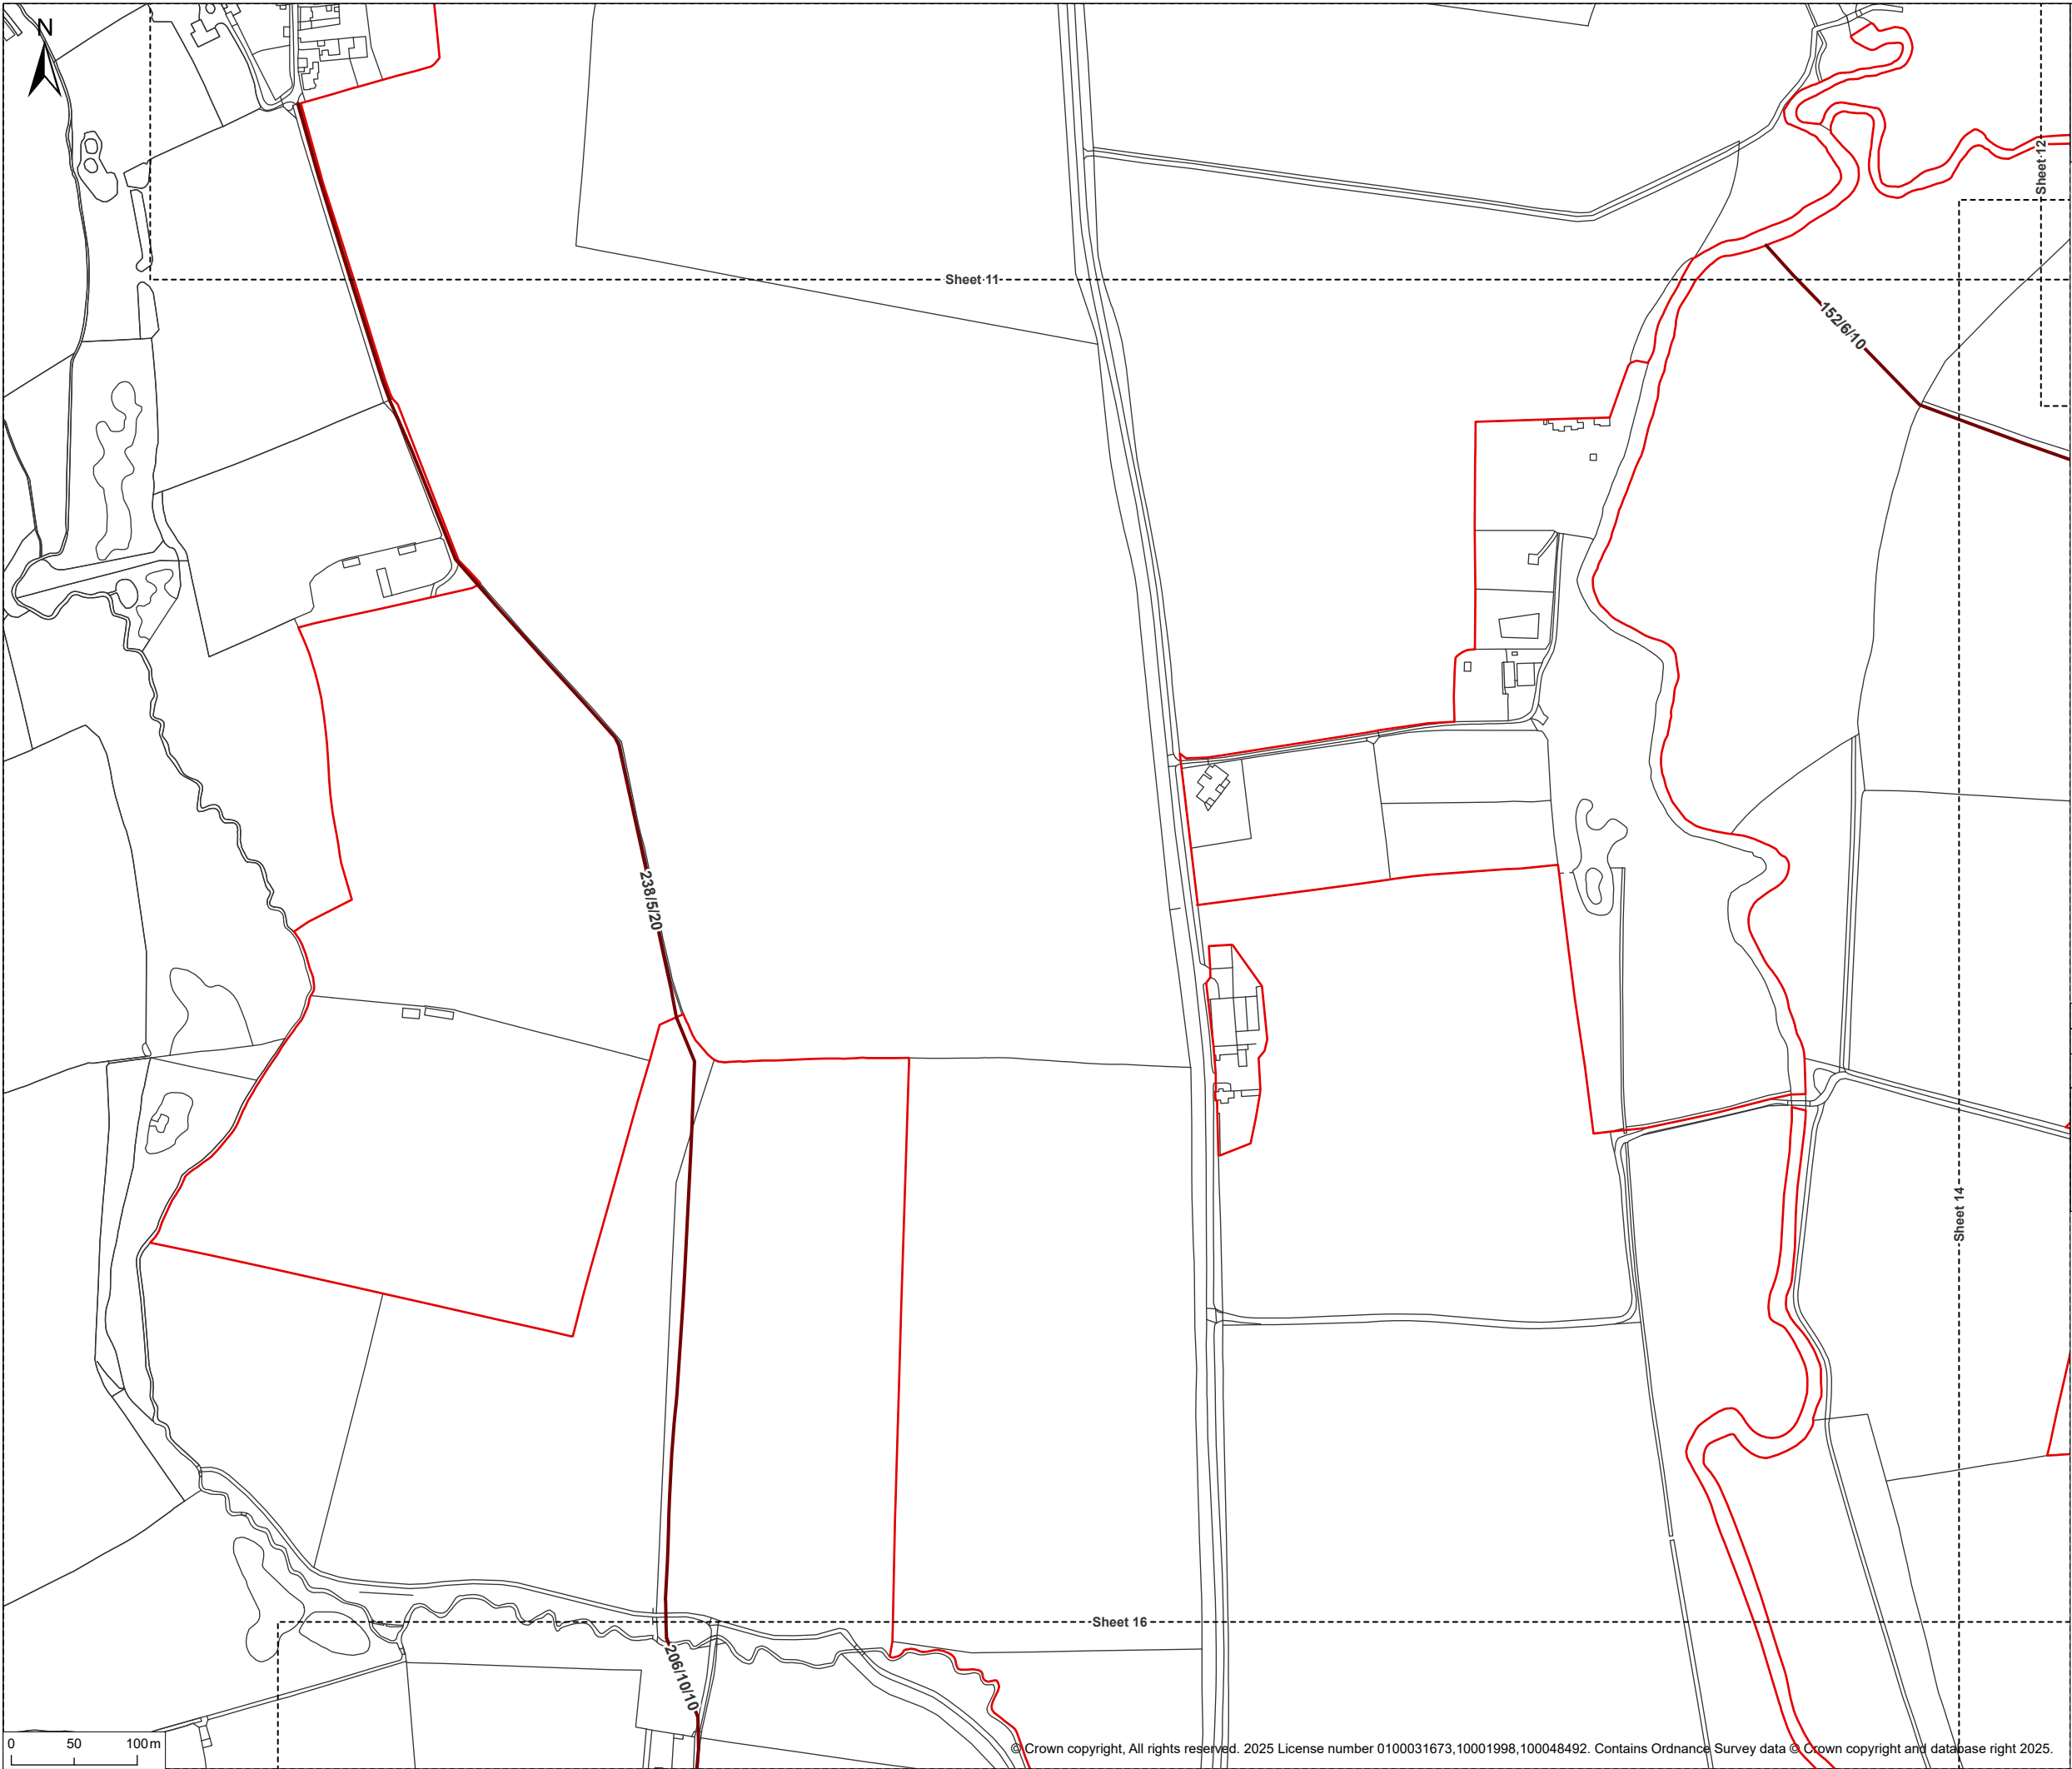 N
Sheet 12
Sheet 11
152/6/10
238/5/20
Sheet 14
Sheet 16
206/10/10
0 50 100m
© Crown copyright, All rights reserved. 2025 License number 0100031673,10001998,100048492. Contains Ordnance Survey data © Crown copyright and database right 2025.